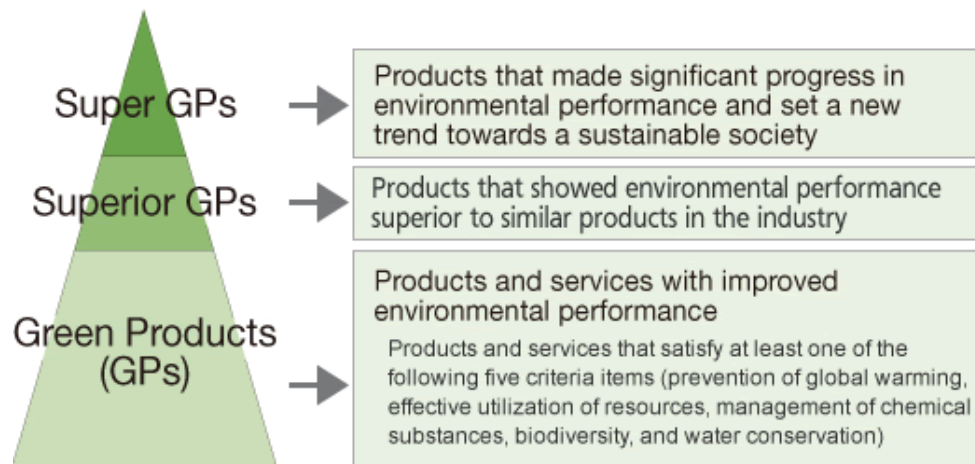 Super GPs
Products that made significant progress in
environmental performance and set a new
trend towards a sustainable society
Superior GPs
Products that showed environmental performance
superior to similar products in the industry
Green Products
(GPs)
Products and services with improved
environmental performance
Products and services that satisfy at least one of the
following five criteria items (prevention of global warming,
effective utilization of resources, management of chemical
substances, biodiversity, and water conservation)